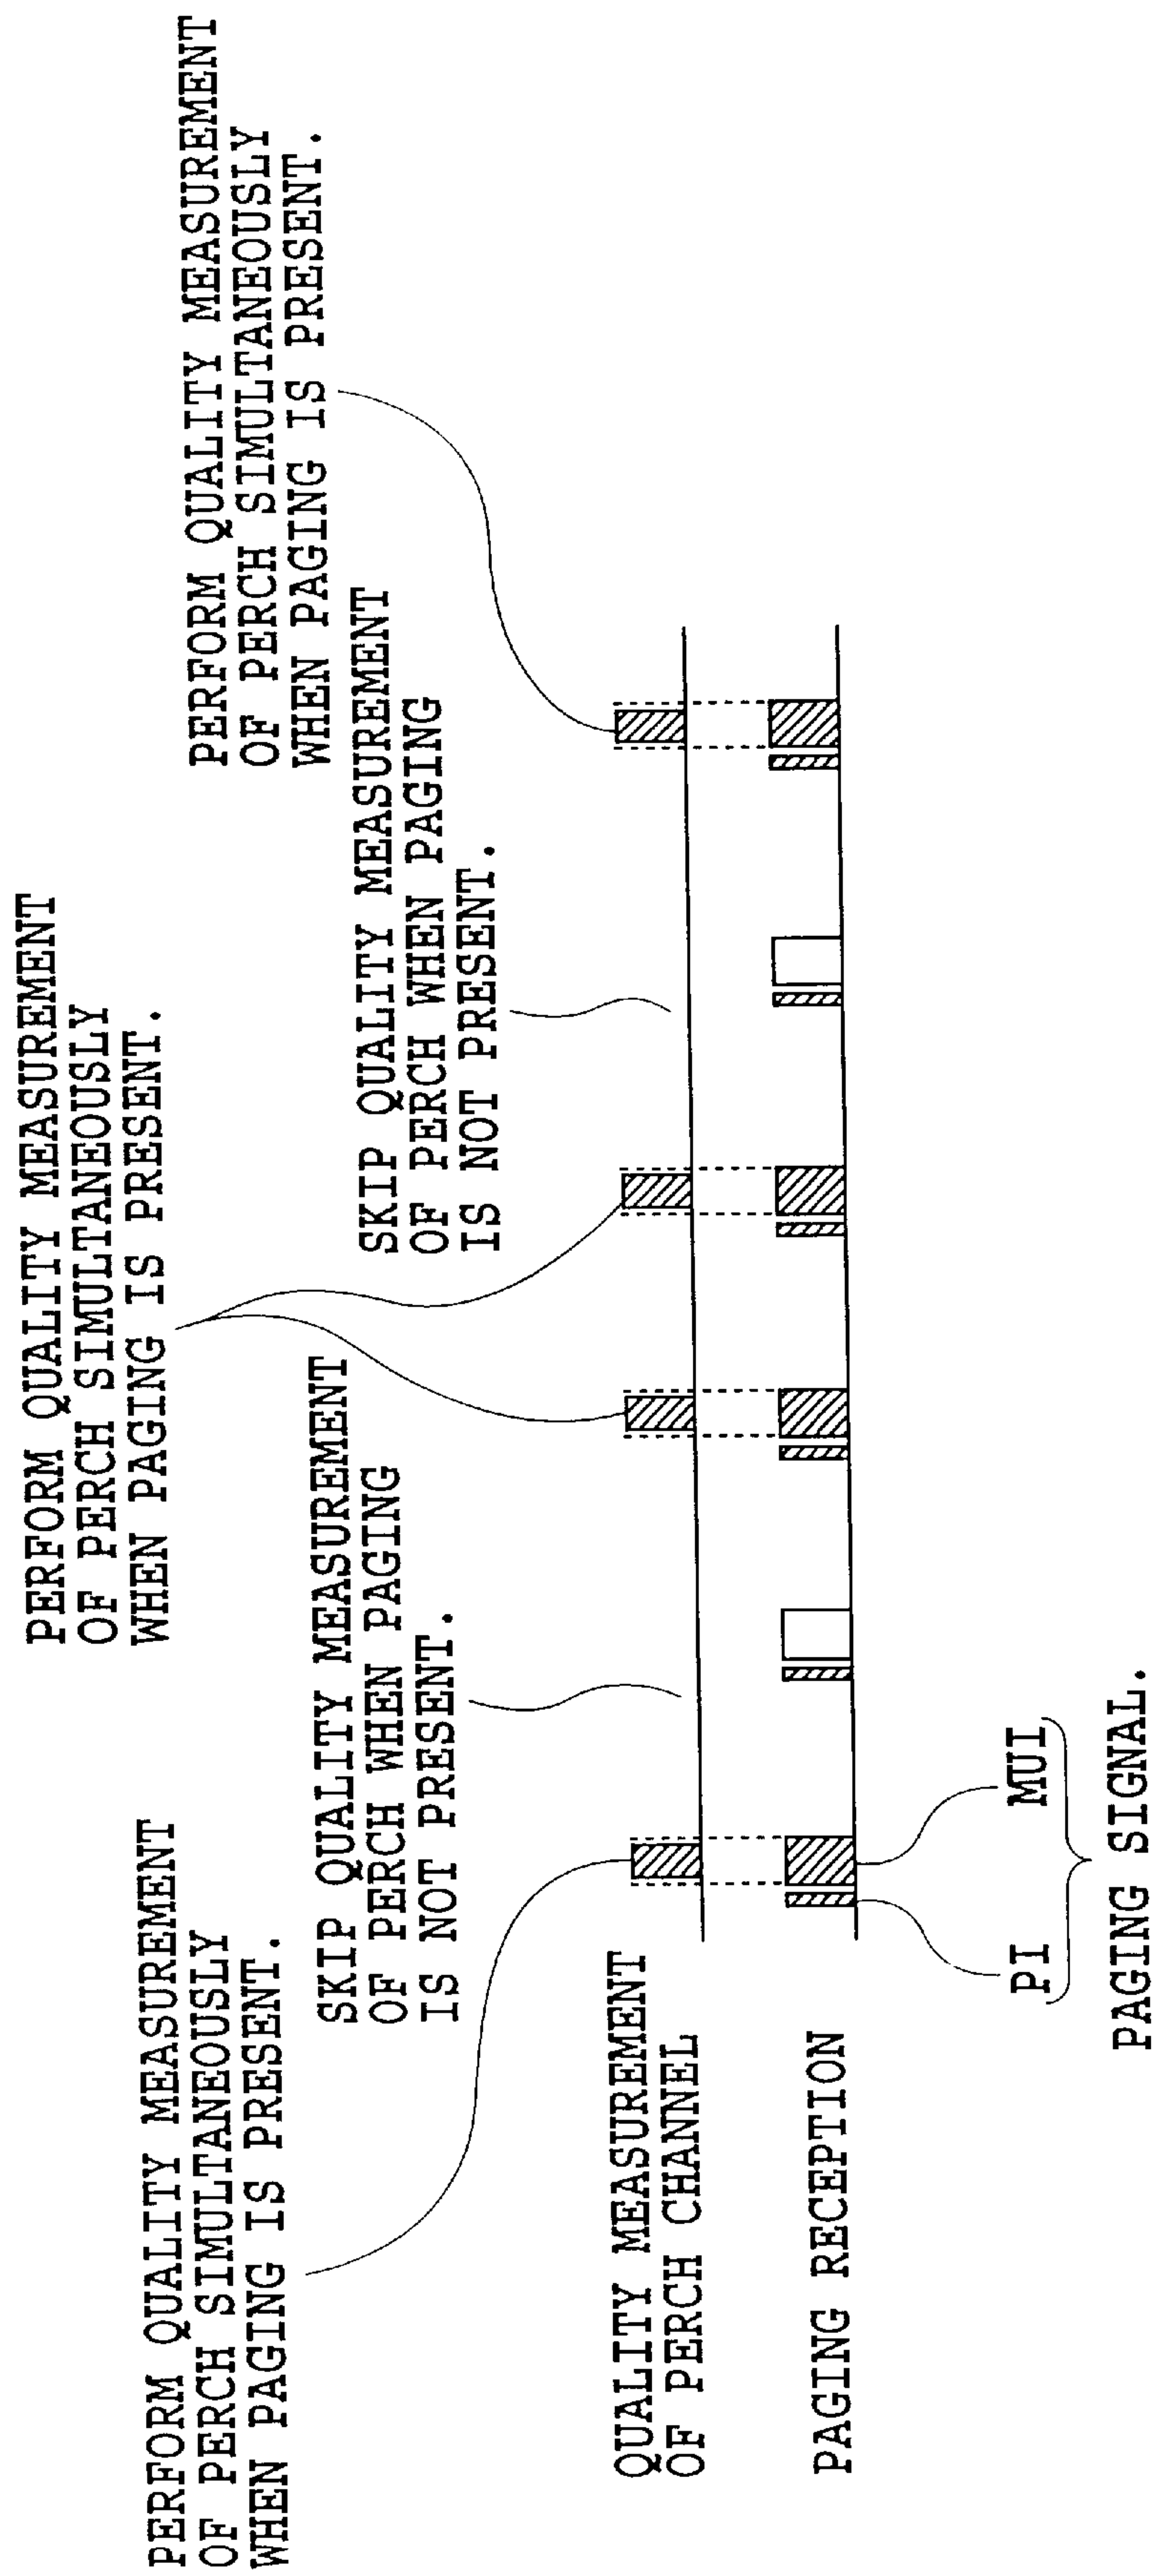 PERFORM QUALITY MEASUREMENT
OF PERCH SIMULTANEOUSLY
WHEN PAGING IS PRESENT.
PERFORM QUALITY MEASUREMENT
OF PERCH SIMULTANEOUSLY
WHEN PAGING IS PRESENT.
PERFORM QUALITY MEASUREMENT
OF PERCH SIMULTANEOUSLY
WHEN PAGING IS PRESENT.
SKIP QUALITY MEASUREMENT
OF PERCH WHEN PAGING
IS NOT PRESENT.
SKIP QUALITY MEASUREMENT
OF PERCH WHEN PAGING
IS NOT PRESENT.
QUALITY MEASUREMENT
OF PERCH CHANNEL
PAGING RECEPTION
PI
MUI
PAGING SIGNAL.